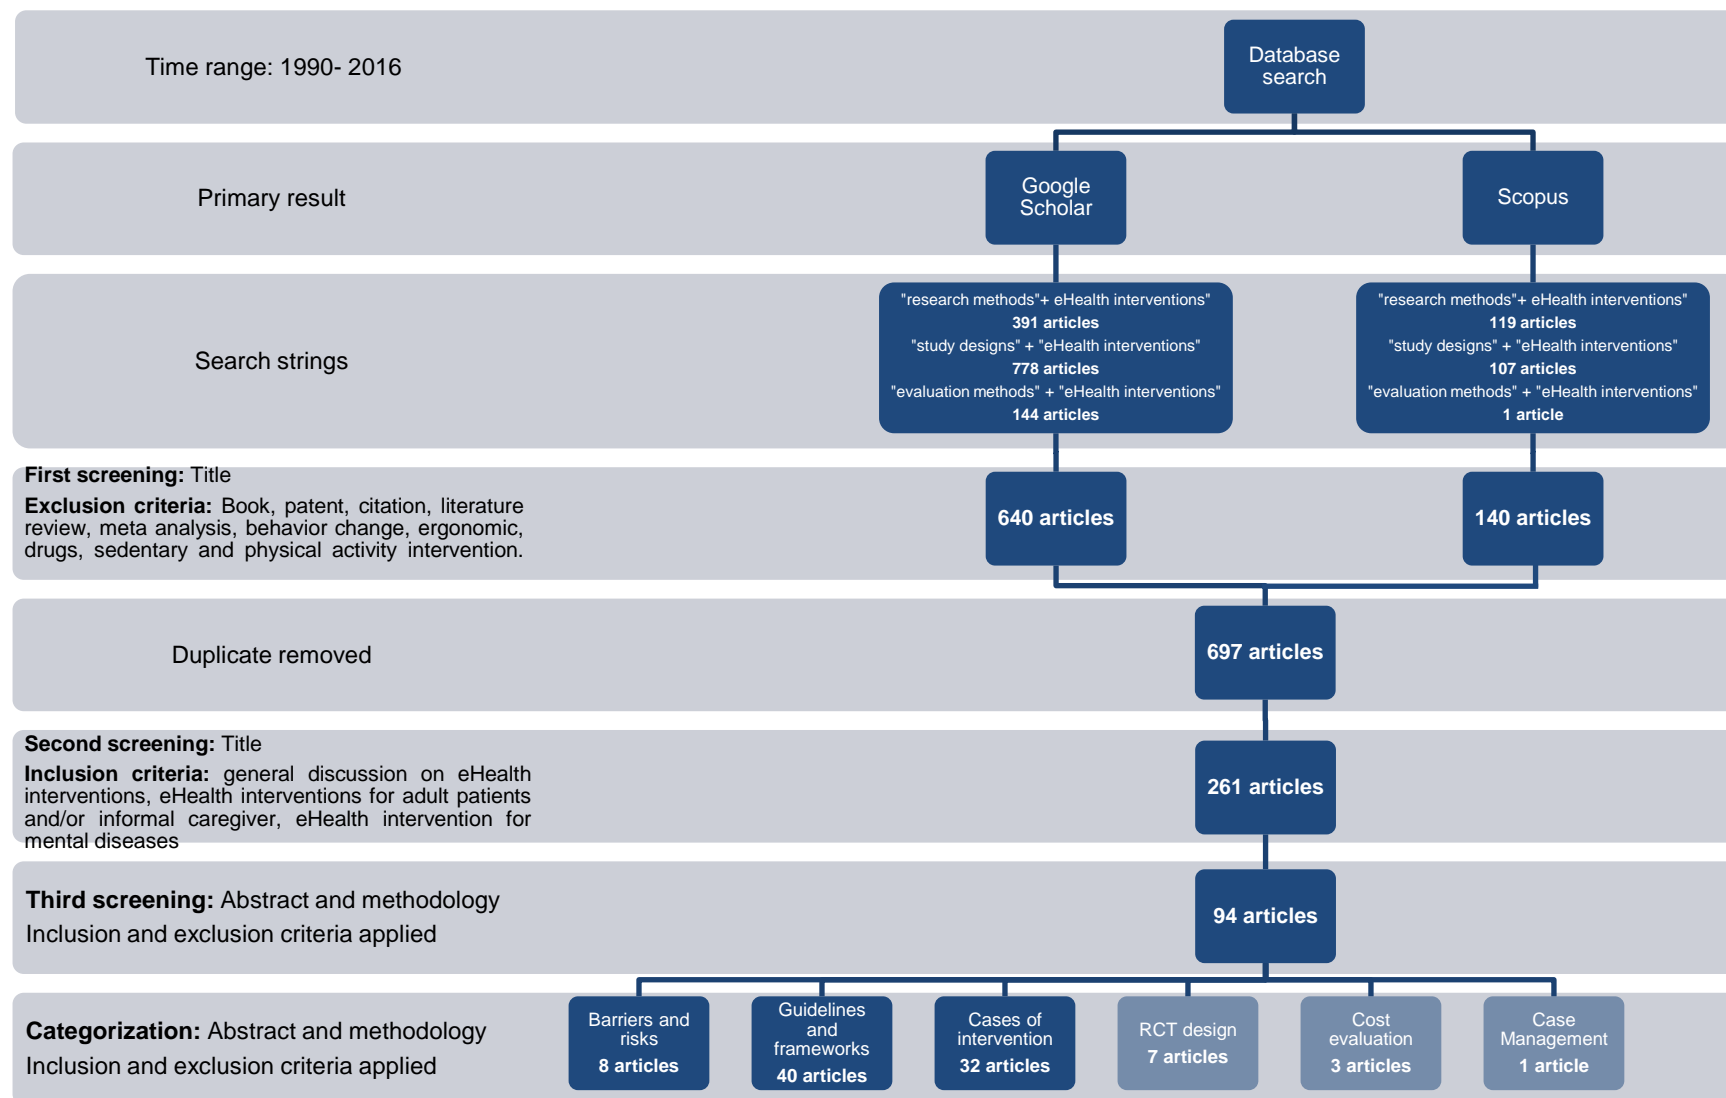 Time range: 1990- 2016
Database
search
Primary result
Google
Scholar
Scopus
Search strings
"research methods"+ eHealth interventions"
391 articles
"study designs" + "eHealth interventions"
778 articles
"evaluation methods" + "eHealth interventions"
144 articles
"research methods"+ eHealth interventions"
119 articles
"study designs" + "eHealth interventions"
107 articles
"evaluation methods" + "eHealth interventions"
1 article
First screening: Title
Exclusion criteria: Book, patent, citation, literature
review, meta analysis, behavior change, ergonomic,
drugs, sedentary and physical activity intervention.
640 articles
140 articles
Duplicate removed
697 articles
Second screening: Title
Inclusion criteria: general discussion on eHealth
interventions, eHealth interventions for adult patients
and/or informal caregiver, eHealth intervention for
mental diseases
261 articles
Third screening: Abstract and methodology
Inclusion and exclusion criteria applied
94 articles
Categorization: Abstract and methodology
Inclusion and exclusion criteria applied
Barriers and
risks
8 articles
Guidelines
and
frameworks
40 articles
Cases of
intervention
32 articles
RCT design
7 articles
Cost
evaluation
3 articles
Case
Management
1 article